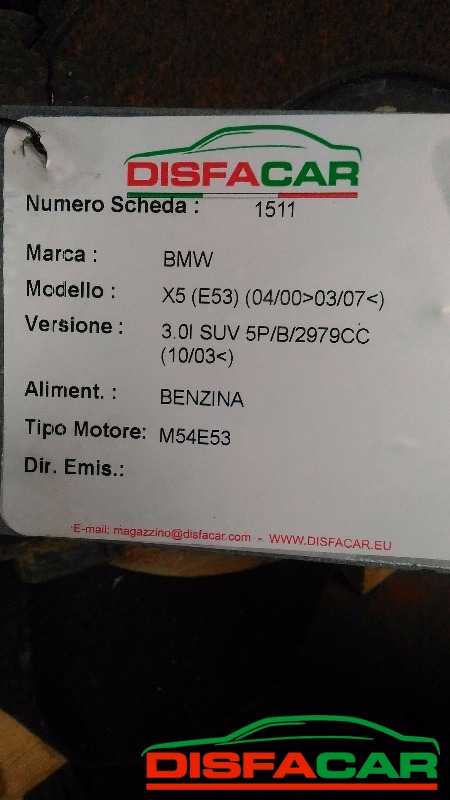 DISFACAR
Numero Scheda : 1511
Marca : BMW
Modello : X5 (E53) (04/00>03/07<)
Versione : 3.0I SUV 5P/B/2979CC
(10/03<)
Aliment. : BENZINA
Tipo Motore: M54E53
Dir. Emis.:
E-mail: magazzino@disfacar.com - WWW.DISFACAR.EU
DISFACAR